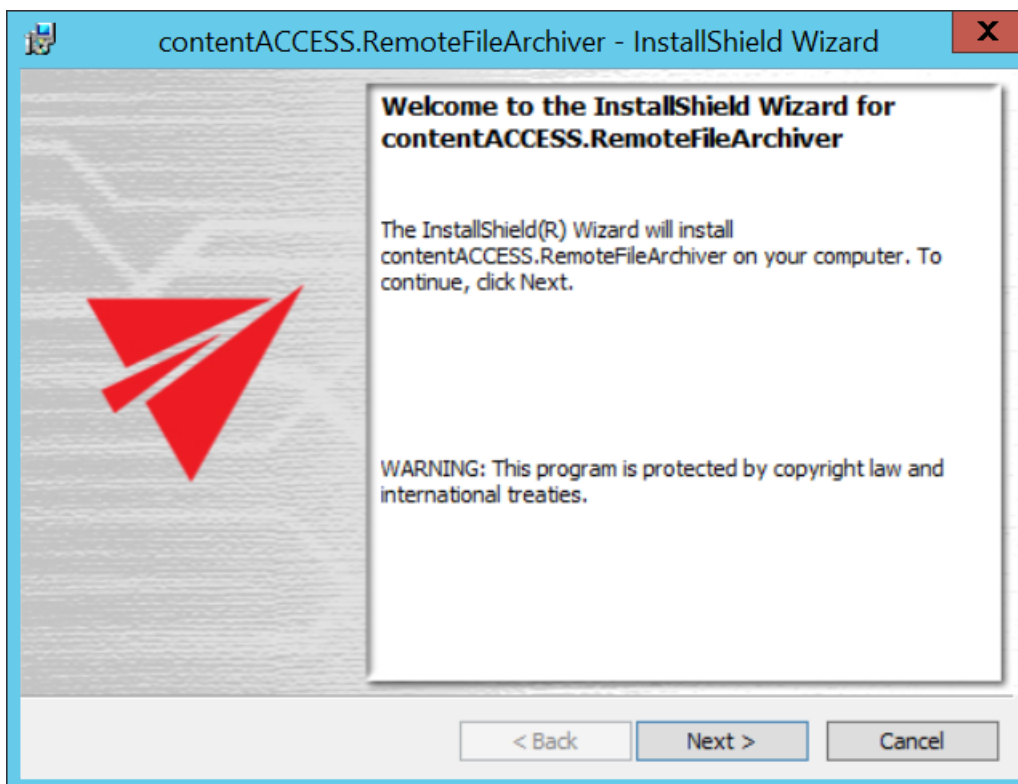 contentACCESS.RemoteFileArchiver - InstallShield Wizard
X
Welcome to the InstallShield Wizard for
contentACCESS.RemoteFileArchiver
The InstallShield(R) Wizard will install
contentACCESS.RemoteFileArchiver on your computer. To
continue, click Next.
WARNING: This program is protected by copyright law and
international treaties.
< Back
Next >
Cancel